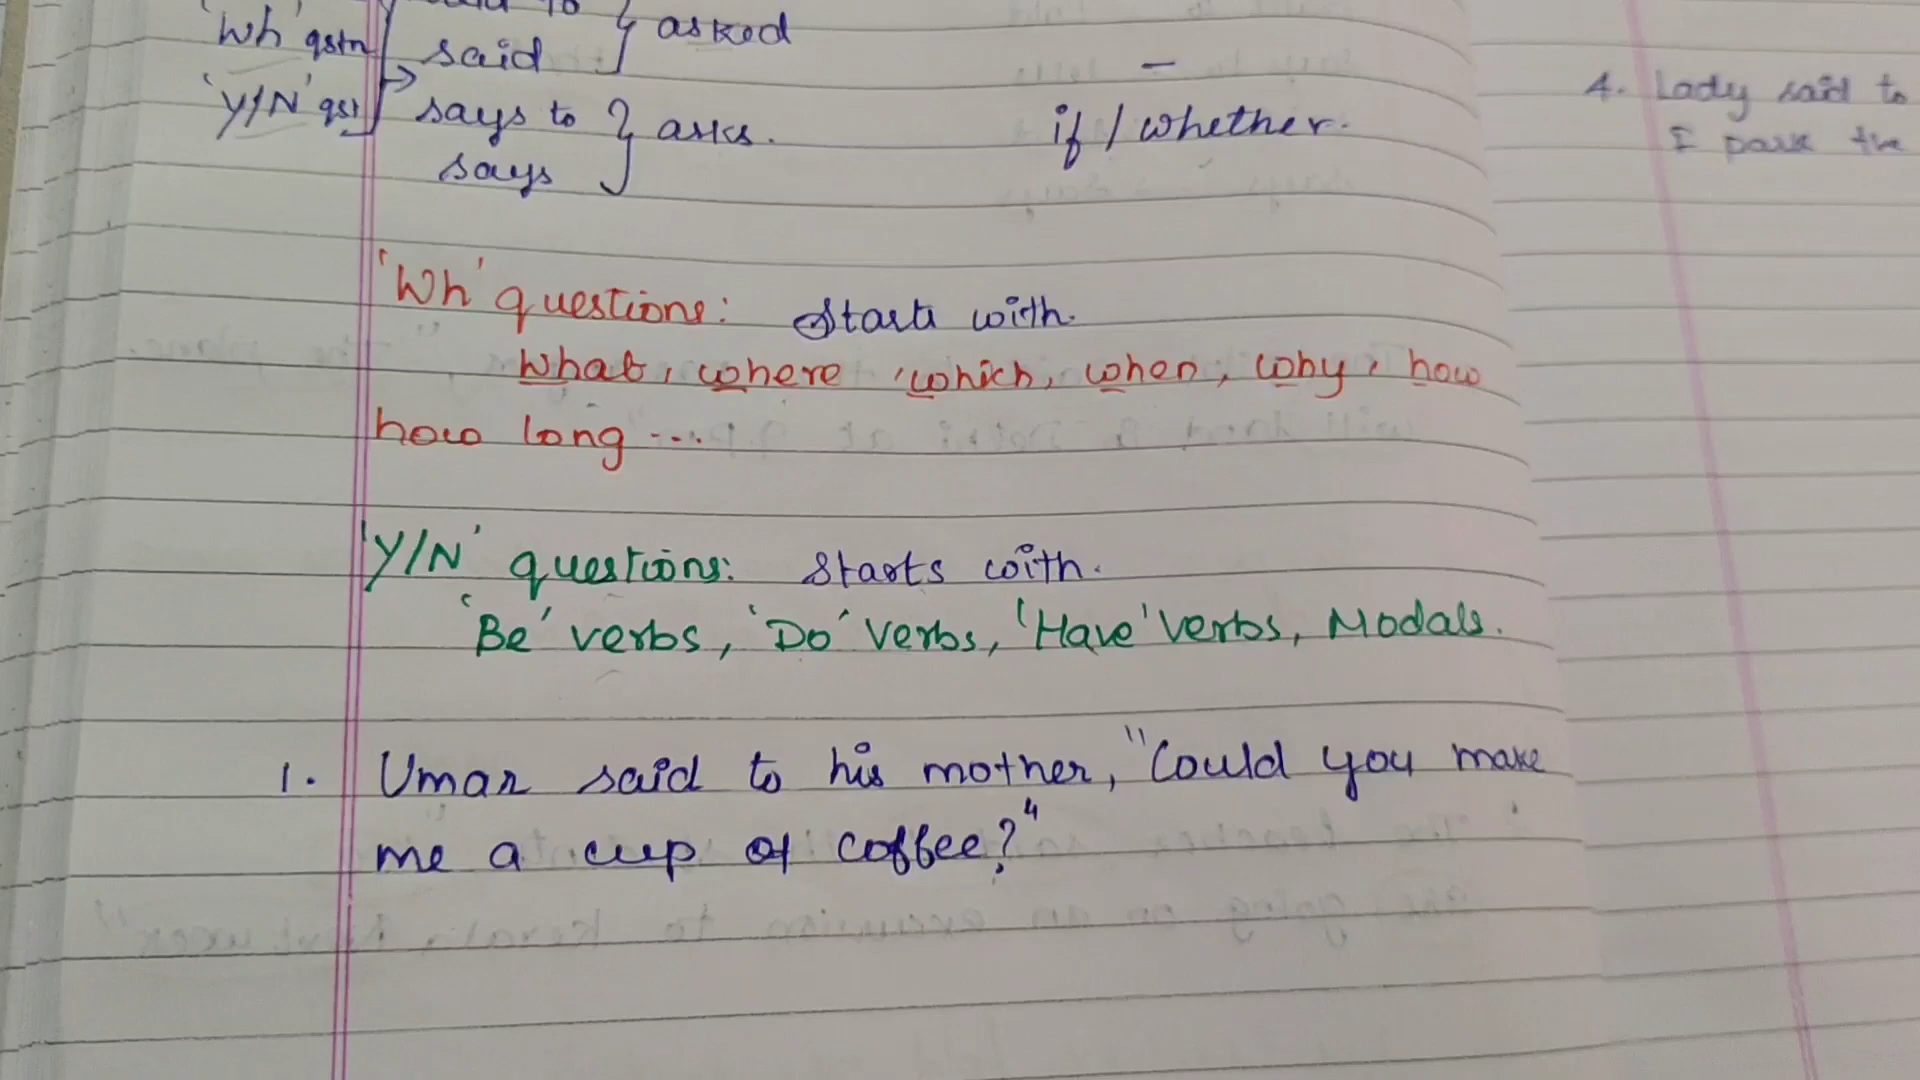 'Wh' qstn said } asked
'Y/N' qst → says to } asks. if / whether.
says
'Wh' questions: Starts with.
What, where, which, when, why, how
how long ...
'Y/N' questions: Starts with.
'Be' verbs, 'Do' verbs, 'Have' verbs, Modals.
1. Umar said to his mother, "Could you make
me a cup of coffee?"
4. Lady said to
I park the